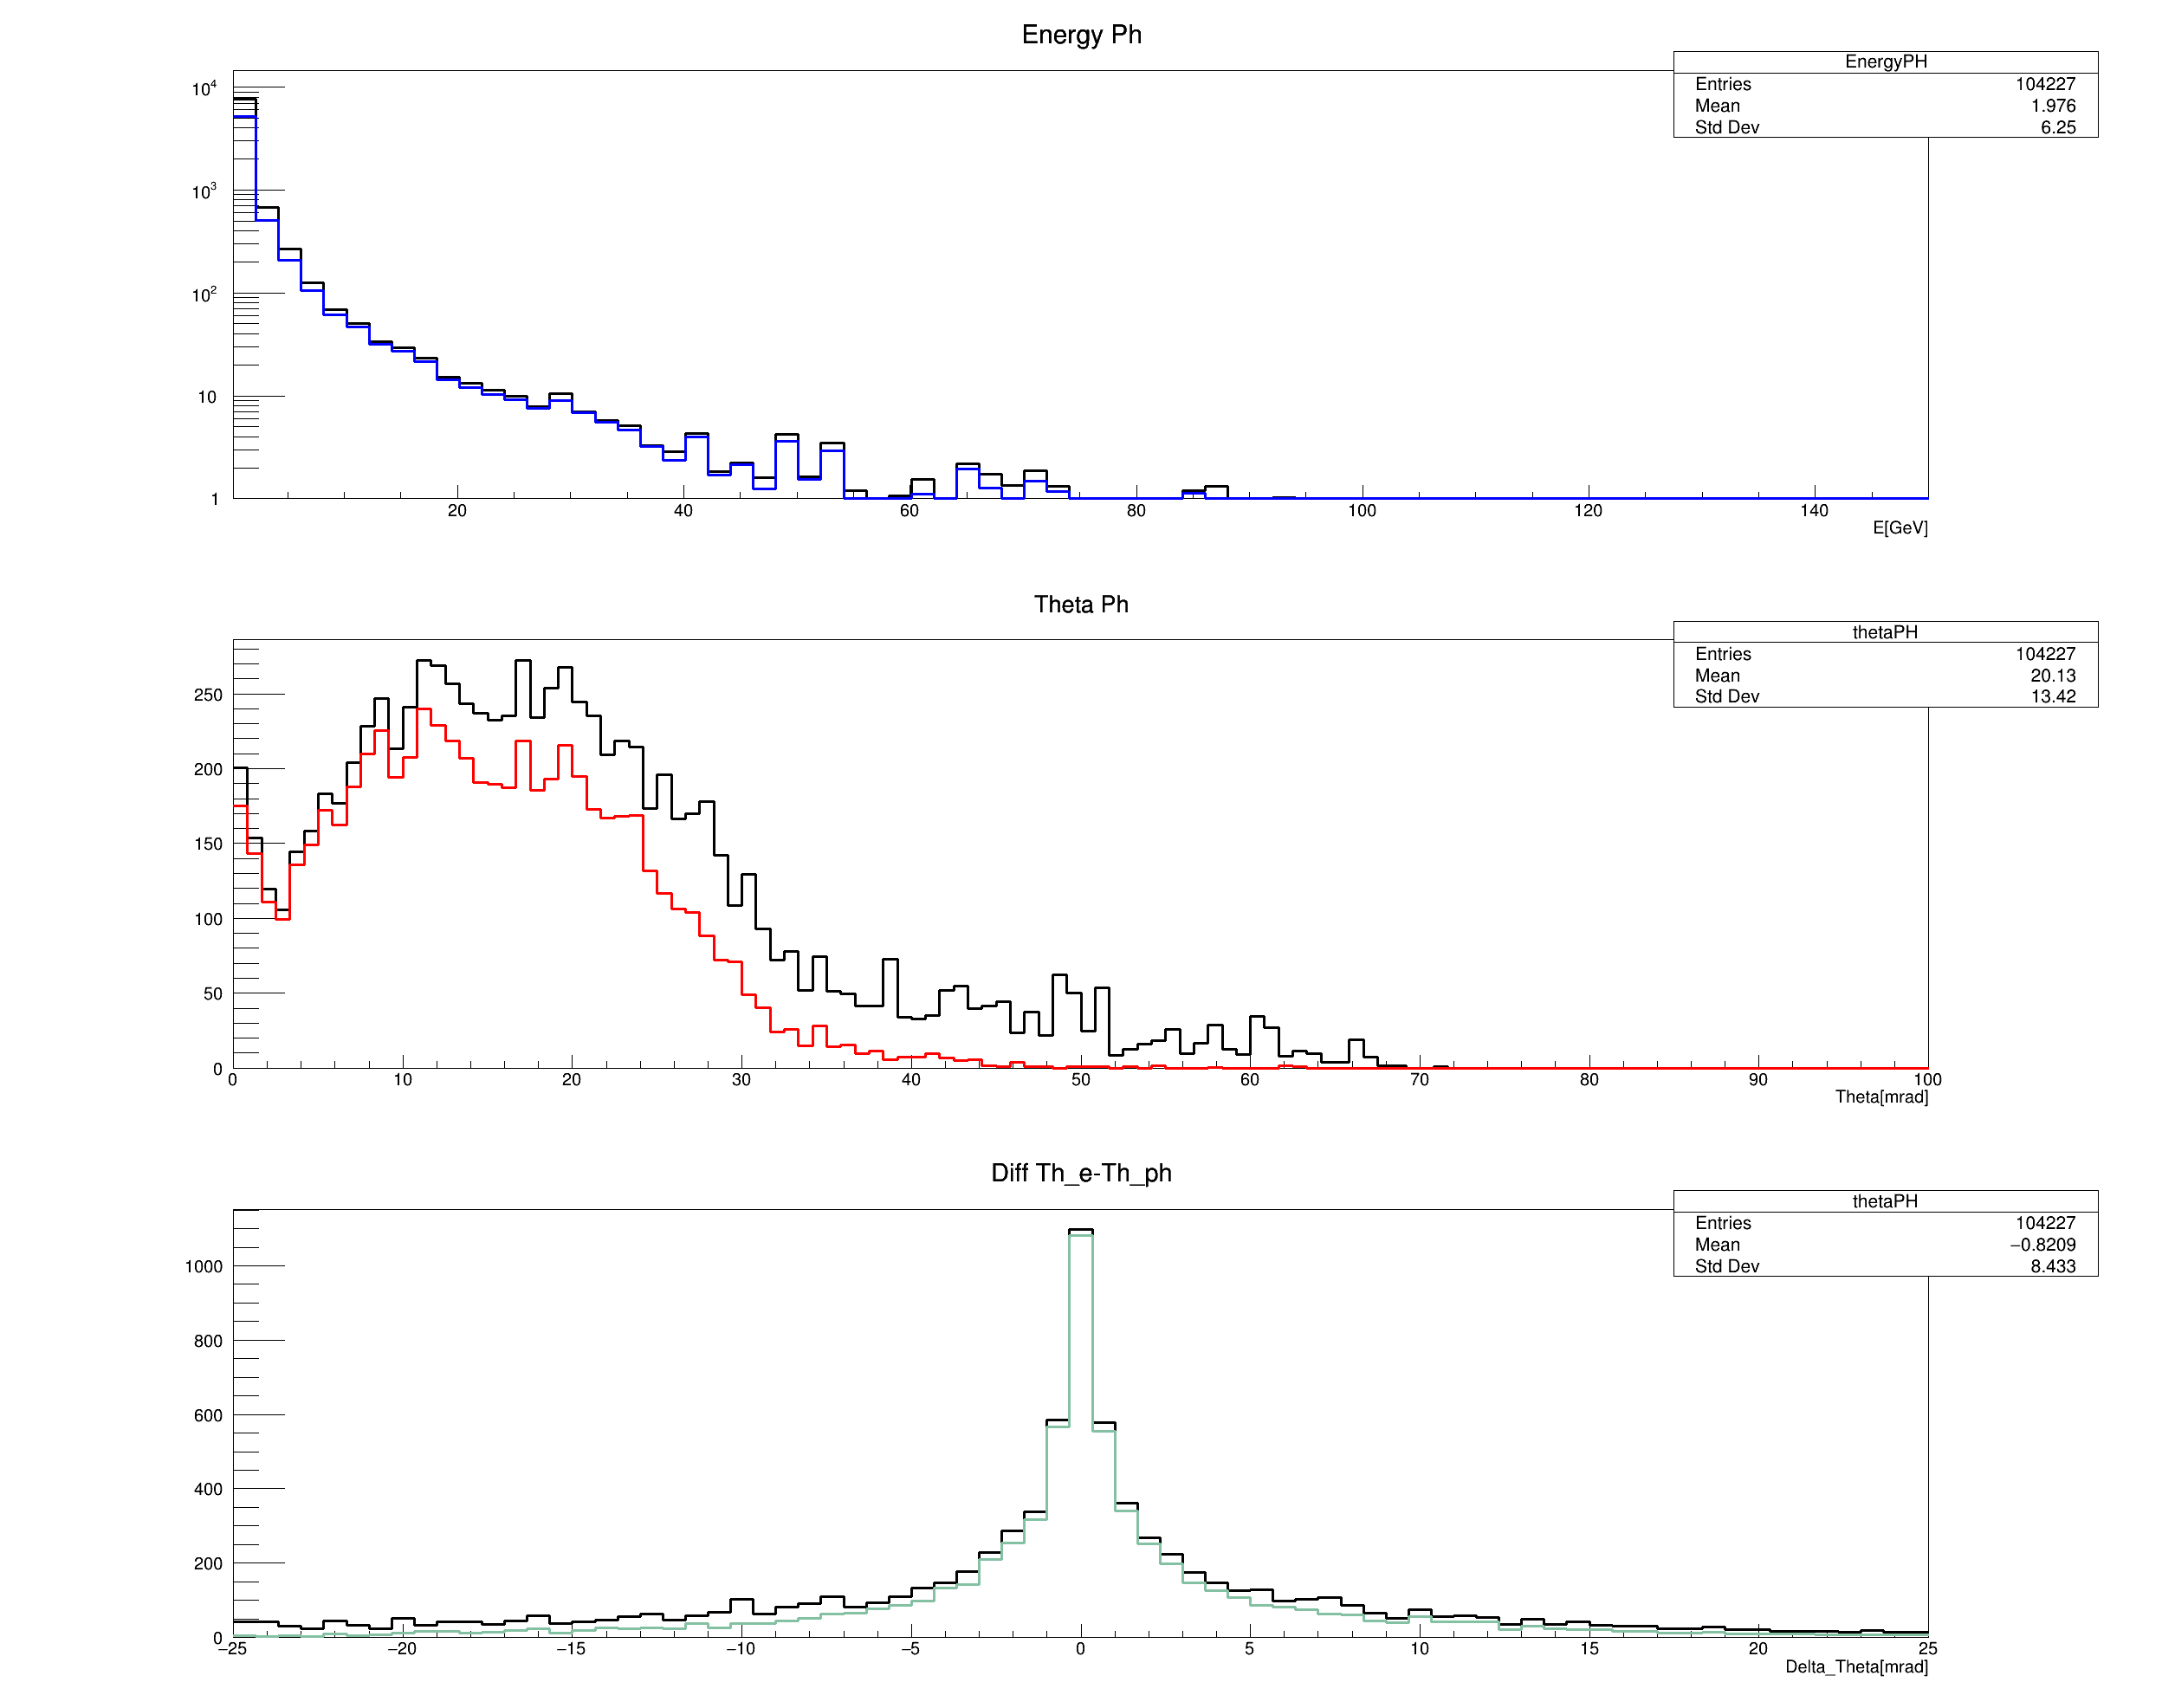 Energy Ph
EnergyPH
Entries 104227
Mean 1.976
Std Dev 6.25
10^4
10^3
10^2
10
1
20 40 60 80 100 120 140
E[GeV]
Theta Ph
thetaPH
Entries 104227
Mean 20.13
Std Dev 13.42
250
200
150
100
50
0
0 10 20 30 40 50 60 70 80 90 100
Theta[mrad]
Diff Th_e-Th_ph
thetaPH
Entries 104227
Mean −0.8209
Std Dev 8.433
1000
800
600
400
200
0
−25 −20 −15 −10 −5 0 5 10 15 20 25
Delta_Theta[mrad]